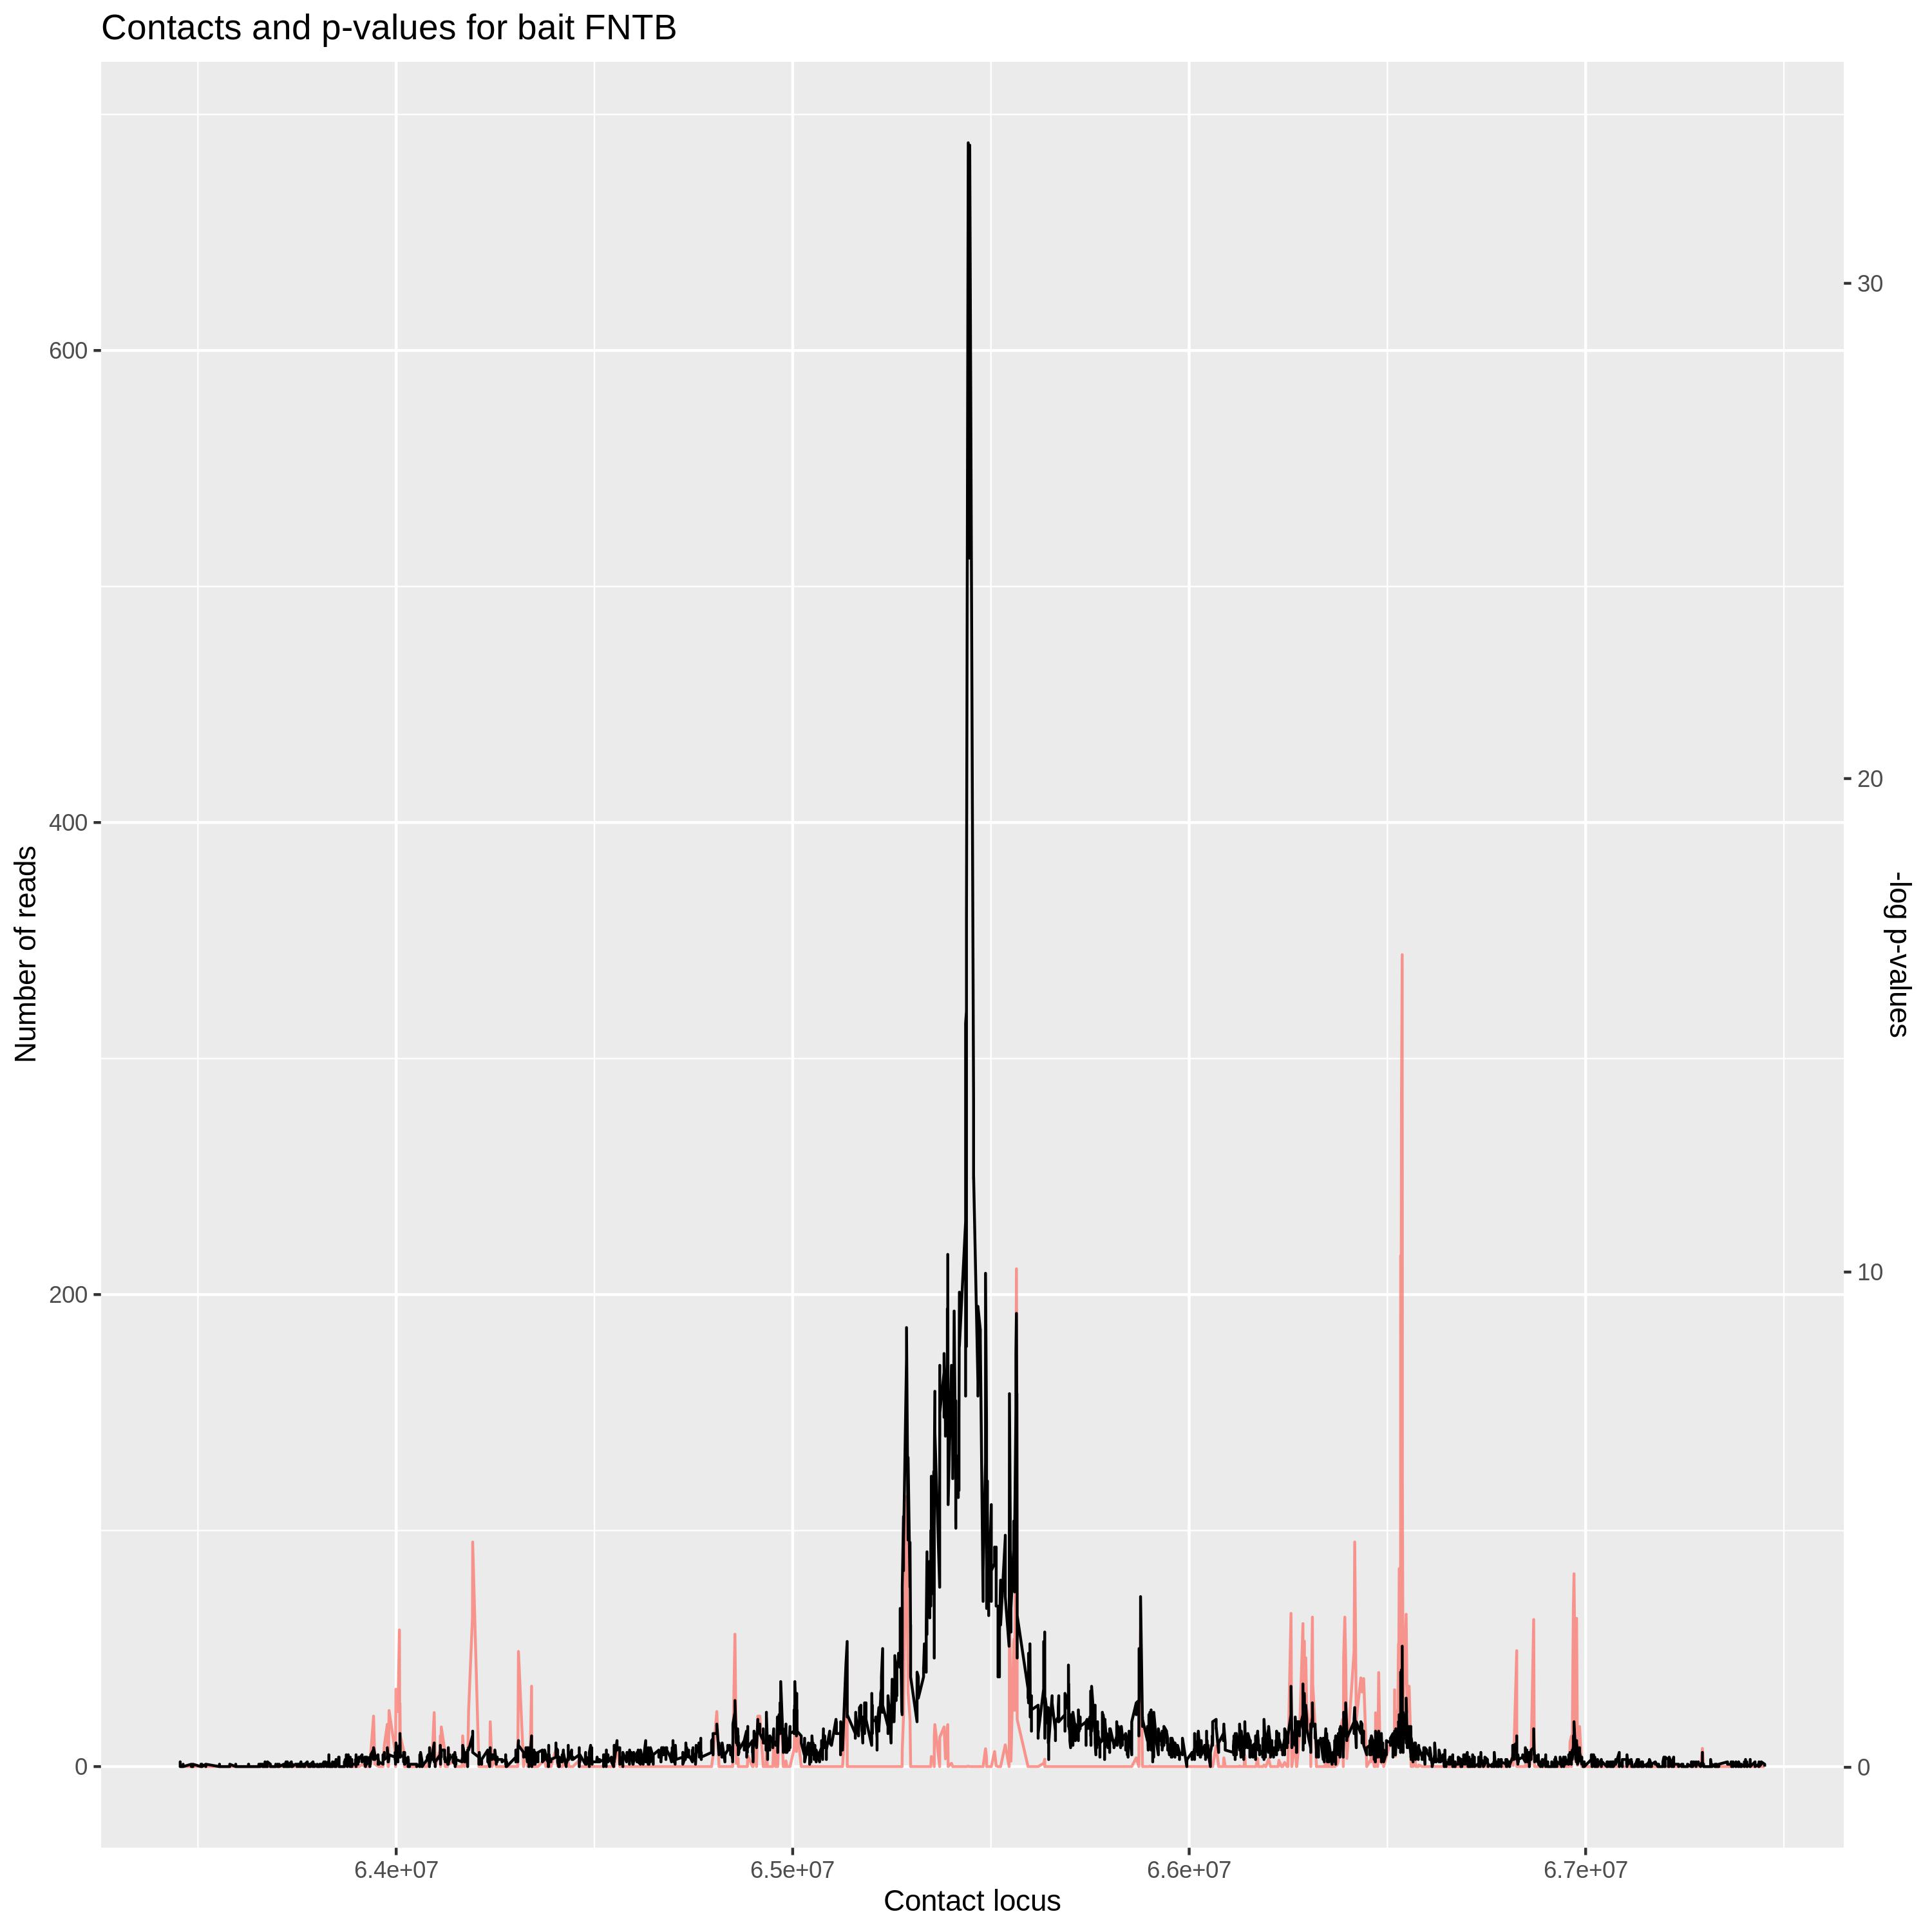 Contacts and p-values for bait FNTB
Number of reads
600
400
200
0
30
20
10
0
-log p-values
6.4e+07
6.5e+07
6.6e+07
6.7e+07
Contact locus